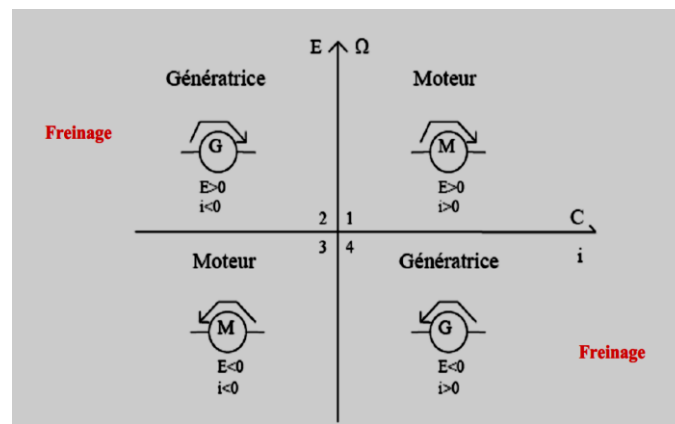 E Ω
Génératrice
Moteur
Freinage
G
M
E>0
i<0
E>0
i>0
2 1
C
3 4
i
Moteur
Génératrice
M
G
Freinage
E<0
i<0
E<0
i>0